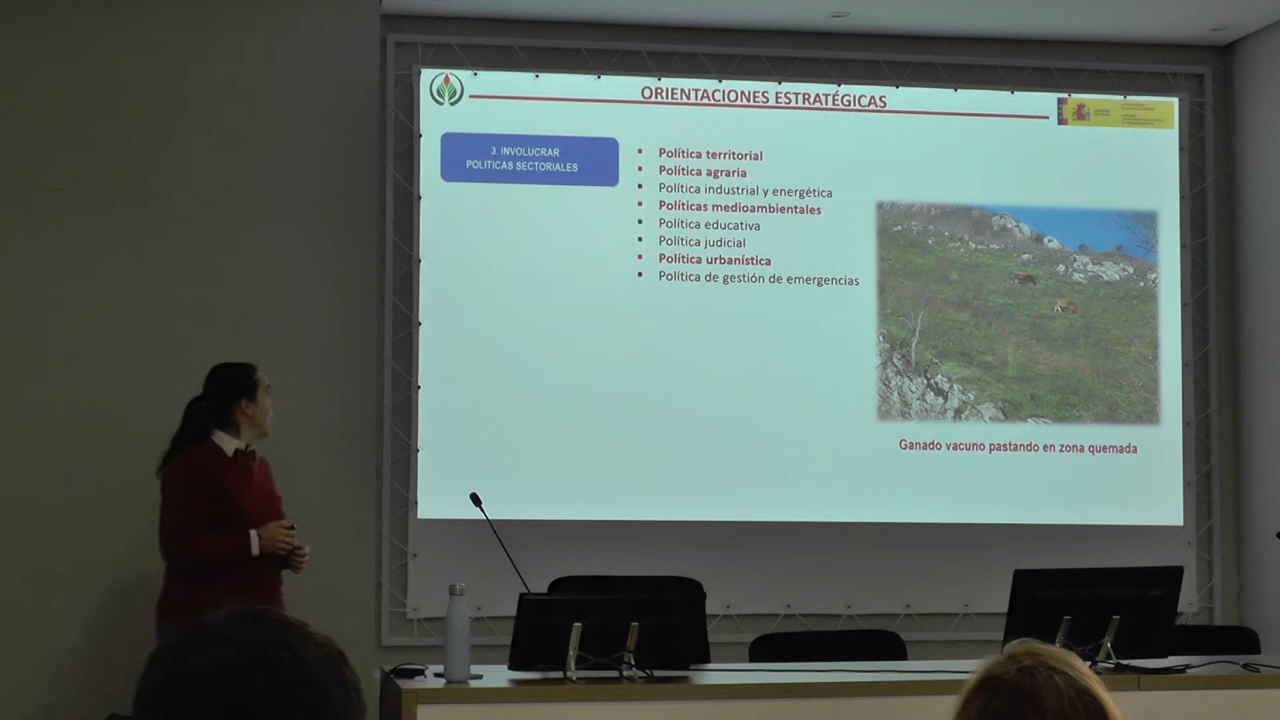 ORIENTACIONES ESTRATÉGICAS
3. INVOLUCRAR
POLÍTICAS SECTORIALES
Política territorial
Política agraria
Política industrial y energética
Políticas medioambientales
Política educativa
Política judicial
Política urbanística
Política de gestión de emergencias
Ganado vacuno pastando en zona quemada